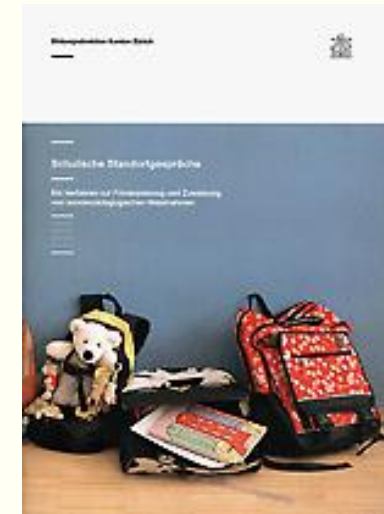 Bildungsdirektion Kanton Zürich
Schulische Standortgespräche
Ein Verfahren zur Förderplanung und Zuweisung
von sonderpädagogischen Massnahmen